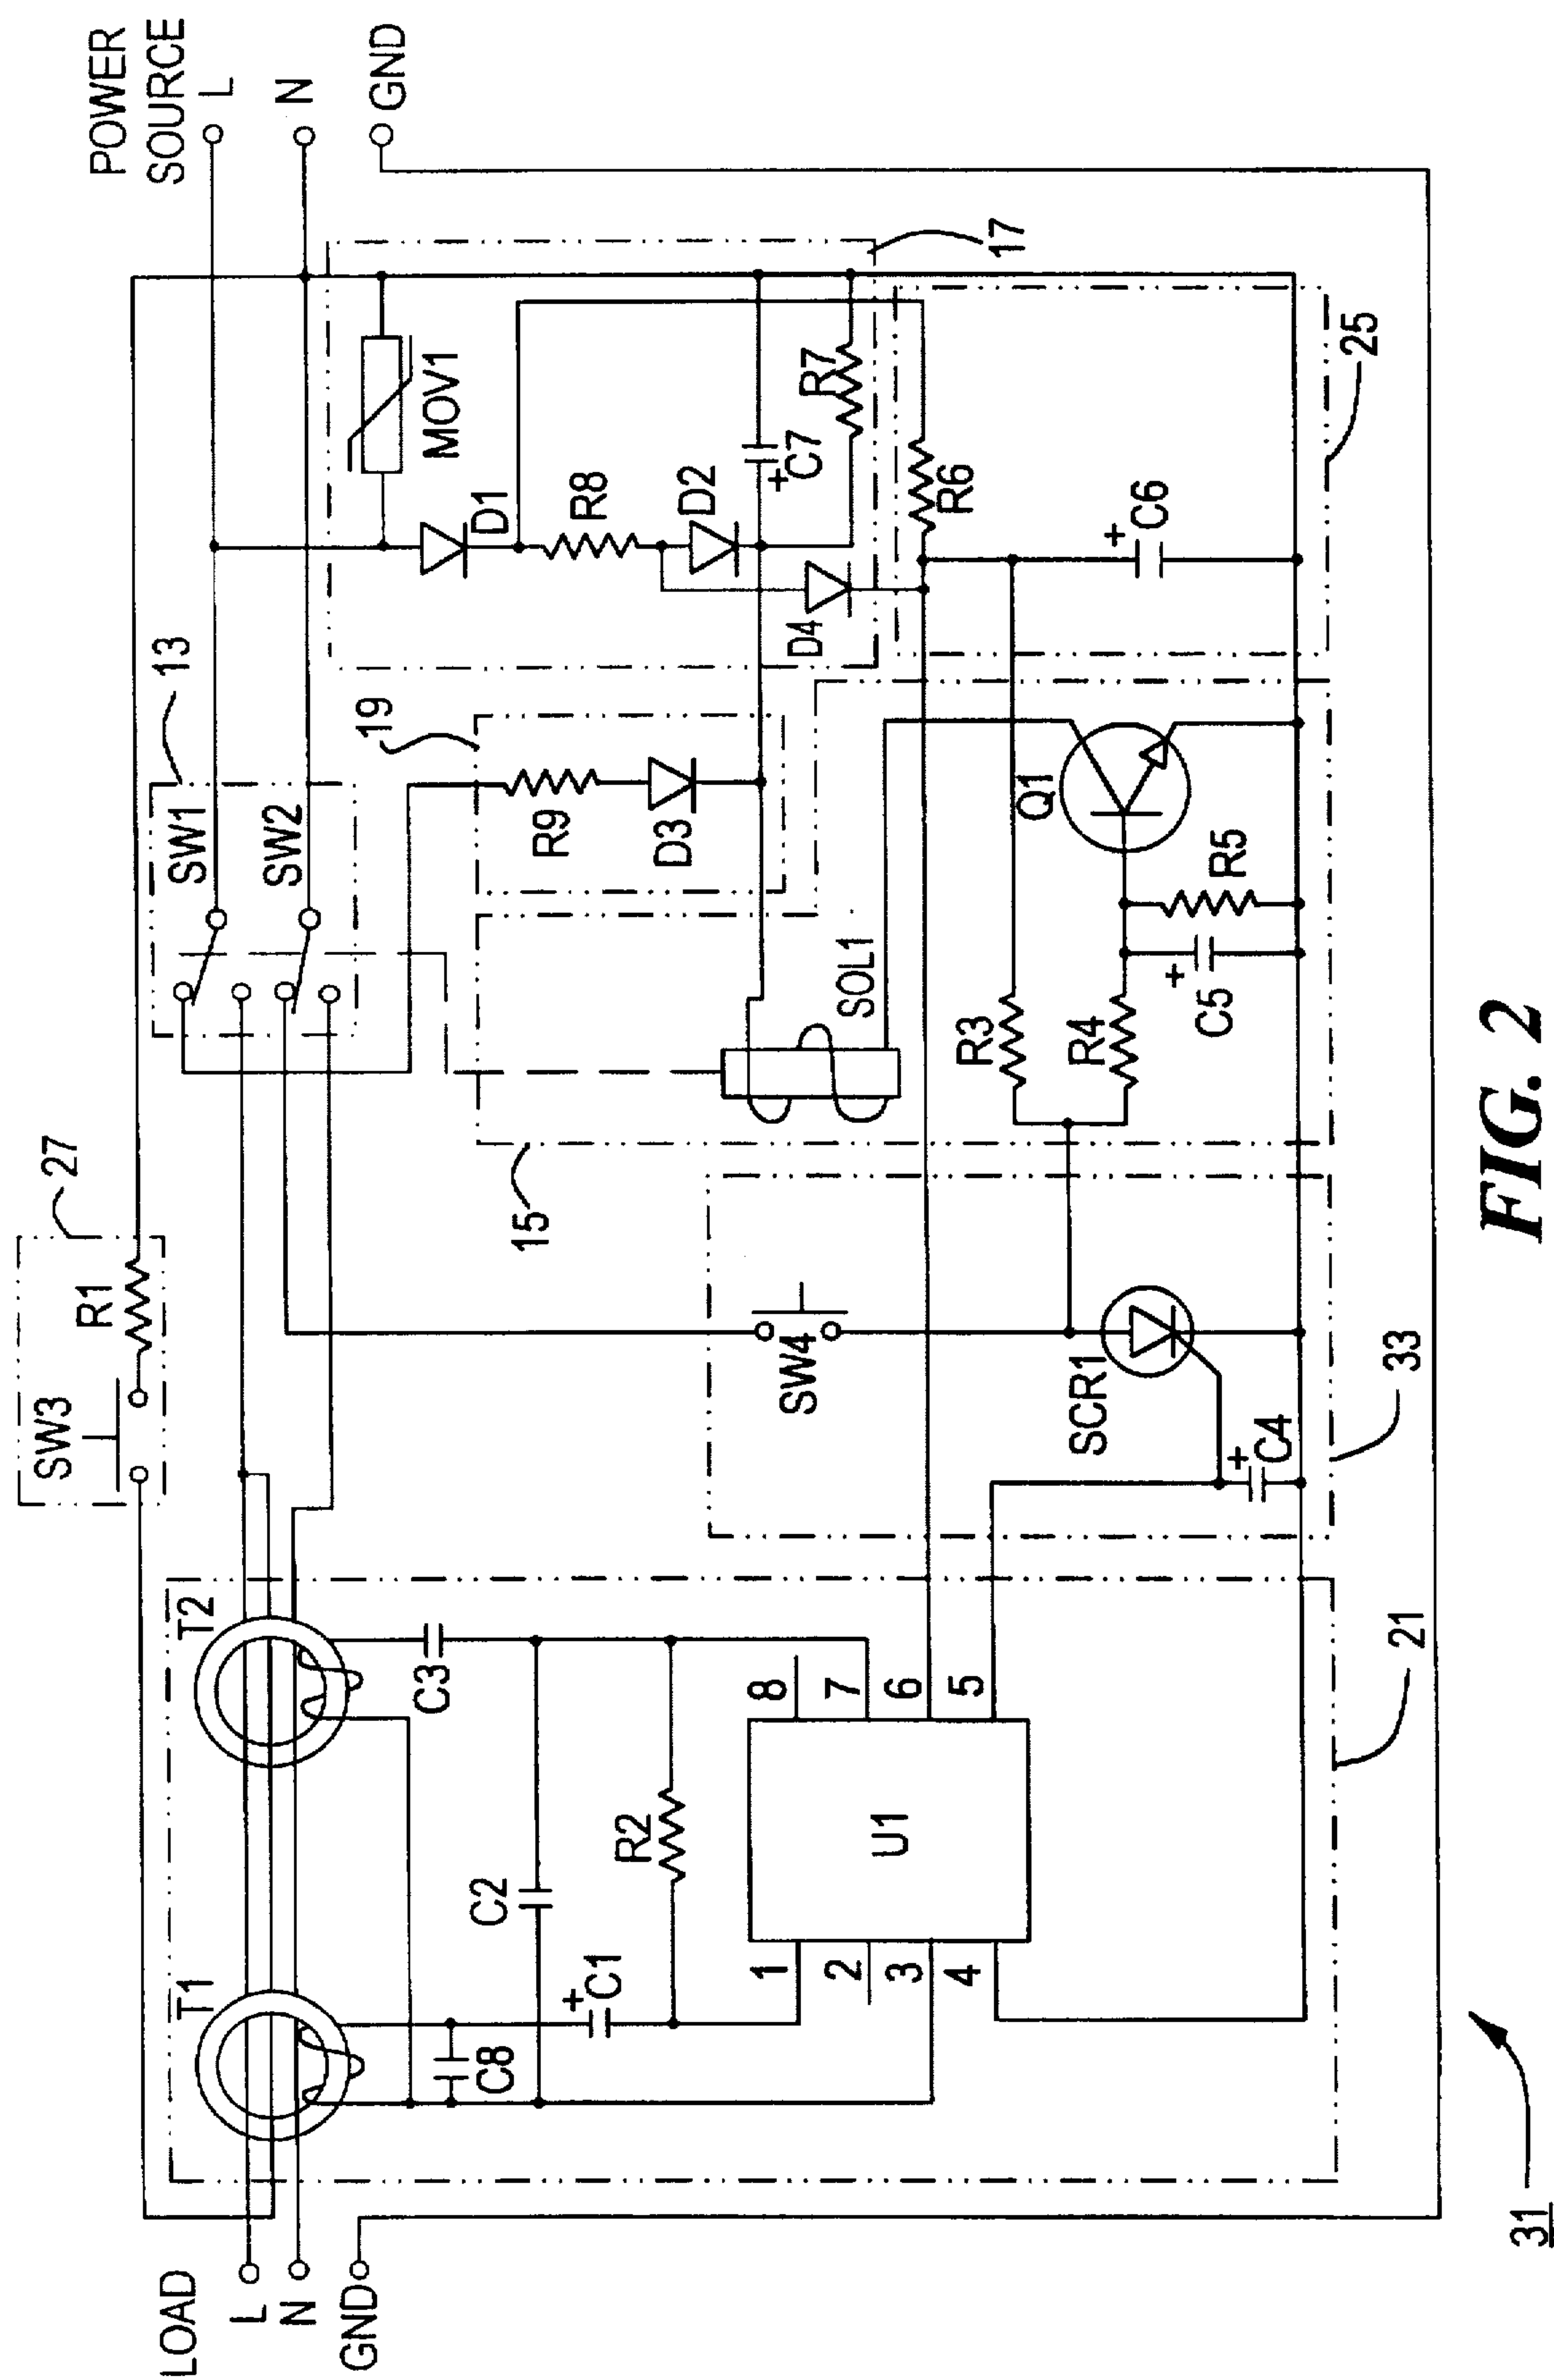 POWER
SOURCE
L
N
GND
17
25
MOV1
D1
R8
D2
+
C7
R7
D4
R6
+
C6
13
SW1
SW2
19
R9
D3
Q1
R5
+
C5
R3
R4
SOL1
15
27
R1
SW3
SW4
SCR1
+
C4
33
T2
C3
C2
R2
8
7
6
5
U1
1
2
3
4
21
T1
C8
+
C1
LOAD
L
N
GND
31
FIG. 2